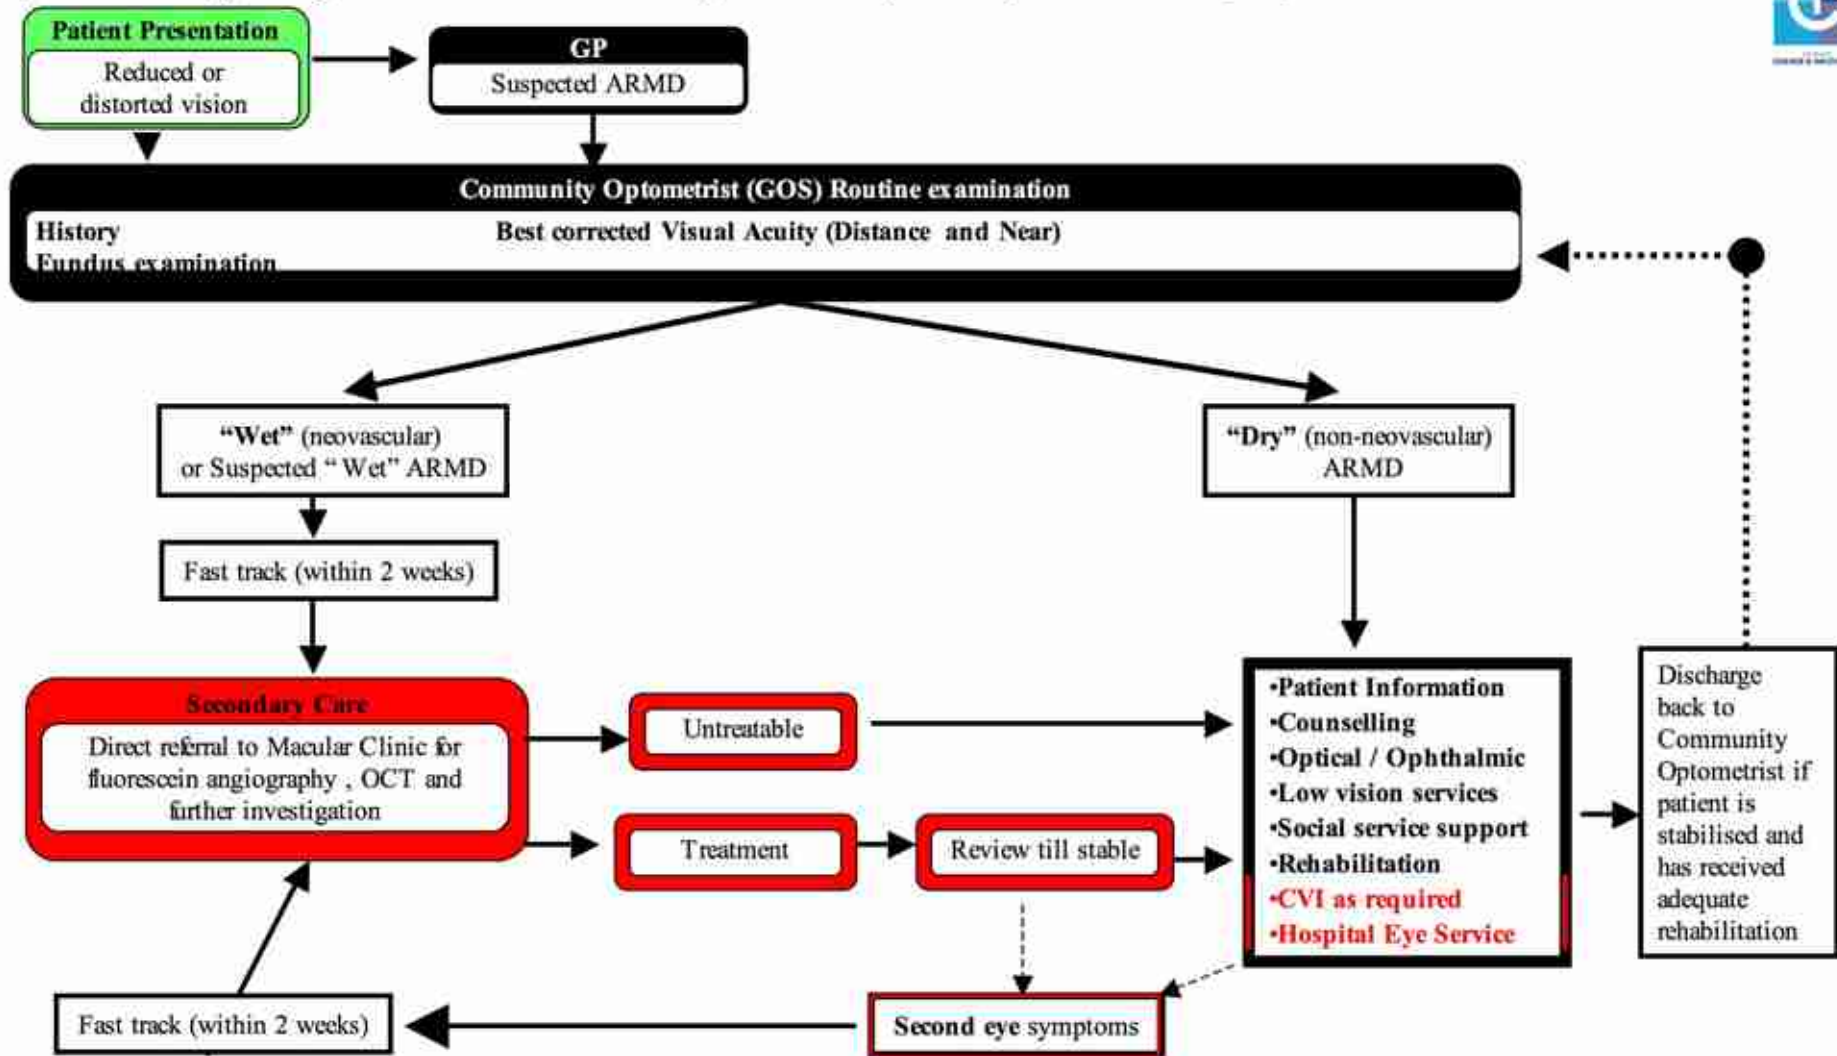 Patient Presentation
Reduced or
distorted vision
GP
Suspected ARMD
Community Optometrist (GOS) Routine examination
History Best corrected Visual Acuity (Distance and Near)
Fundus examination
“Wet” (neovascular)
or Suspected “Wet” ARMD
“Dry” (non-neovascular)
ARMD
Fast track (within 2 weeks)
Secondary Care
Direct referral to Macular Clinic for
fluorescein angiography , OCT and
further investigation
Untreatable
Treatment
Review till stable
•Patient Information
•Counselling
•Optical / Ophthalmic
•Low vision services
•Social service support
•Rehabilitation
•CVI as required
•Hospital Eye Service
Discharge
back to
Community
Optometrist if
patient is
stabilised and
has received
adequate
rehabilitation
Second eye symptoms
Fast track (within 2 weeks)